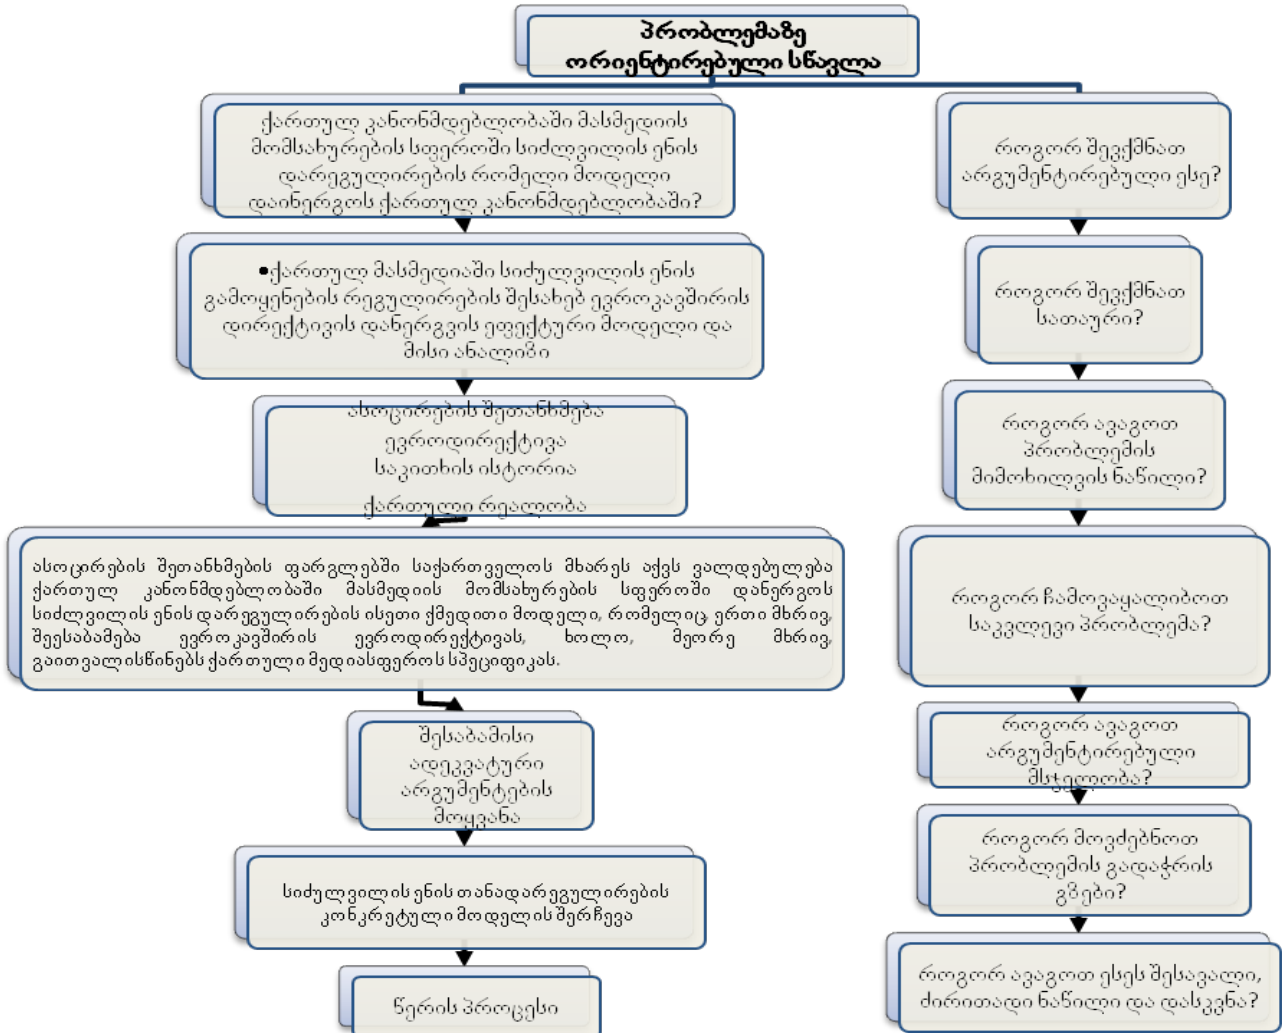 პრობლემაზე
ორიენტირებული სწავლა
ქართულ კანონმდებლობაში მასმედიის
მომსახურების სფეროში სიძლვილის ენის
დარეგულირების რომელი მოდელი
დაინერგოს ქართულ კანონმდებლობაში?
•ქართულ მასმედიაში სიძულვილის ენის
გამოყენების რეგულირების შესახებ ევროკავშირის
დირექტივის დანერგვის ეფექტური მოდელი და
მისი ანალიზი
ასოცირების შეთანხმება
ევროდირექტივა
საკითხის ისტორია
ქართული რეალობა
ასოცირების შეთანხმების ფარგლებში საქართველოს მხარეს აქვს ვალდებულება
ქართულ კანონმდებლობაში მასმედიის მომსახურების სფეროში დანერგოს
სიძლვილის ენის დარეგულირების ისეთი ქმედითი მოდელი, რომელიც, ერთი მხრივ,
შეესაბამება ევროკავშირის ევროდირექტივას, ხოლო, მეორე მხრივ,
გაითვალისწინებს ქართული მედიასფეროს სპეციფიკას.
შესაბამისი
ადეკვატური
არგუმენტების
მოყვანა
სიძულვილის ენის თანადარეგულირების
კონკრეტული მოდელის შერჩევა
წერის პროცესი
როგორ შევქმნათ
არგუმენტირებული ესე?
როგორ შევქმნათ
სათაური?
როგორ ავაგოთ
პრობლემის
მიმოხილვის ნაწილი?
როგორ ჩამოვაყალიბოთ
საკვლევი პრობლემა?
როგორ ავაგოთ
არგუმენტირებული
მსჯელობა?
როგორ მოვძებნოთ
პრობლემის გადაჭრის
გზები?
როგორ ავაგოთ ესეს შესავალი,
ძირითადი ნაწილი და დასკვნა?